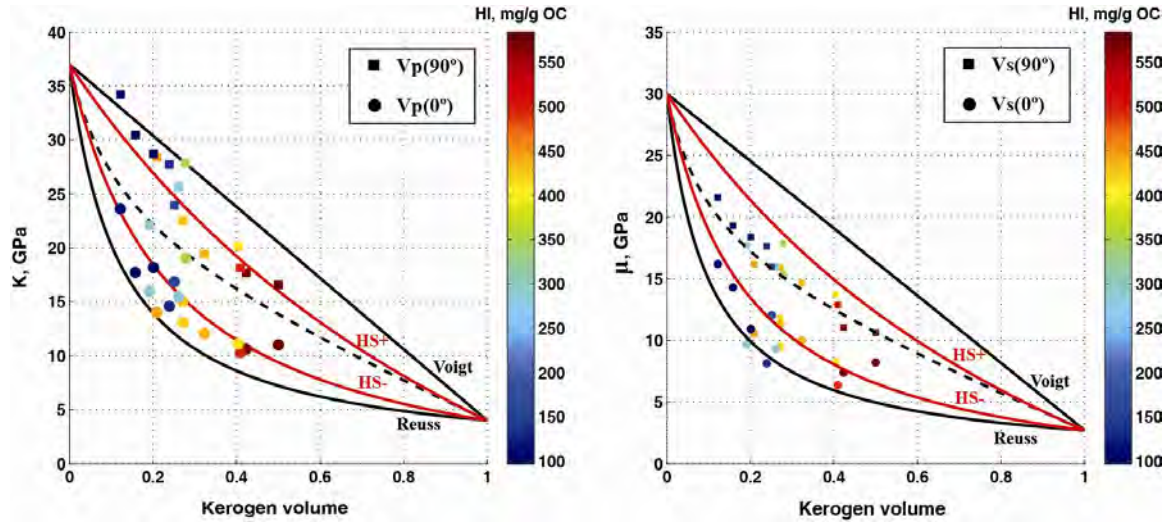 HI, mg/g OC
40
35
30
25
20
15
10
5
0
K, GPa
Vp(90º)
Vp(0º)
HS+
HS-
Voigt
Reuss
0
0.2
0.4
0.6
0.8
1
Kerogen volume
550
500
450
400
350
300
250
200
150
100
HI, mg/g OC
35
30
25
20
15
10
5
0
μ, GPa
Vs(90º)
Vs(0º)
HS+
HS-
Voigt
Reuss
0
0.2
0.4
0.6
0.8
1
Kerogen volume
550
500
450
400
350
300
250
200
150
100